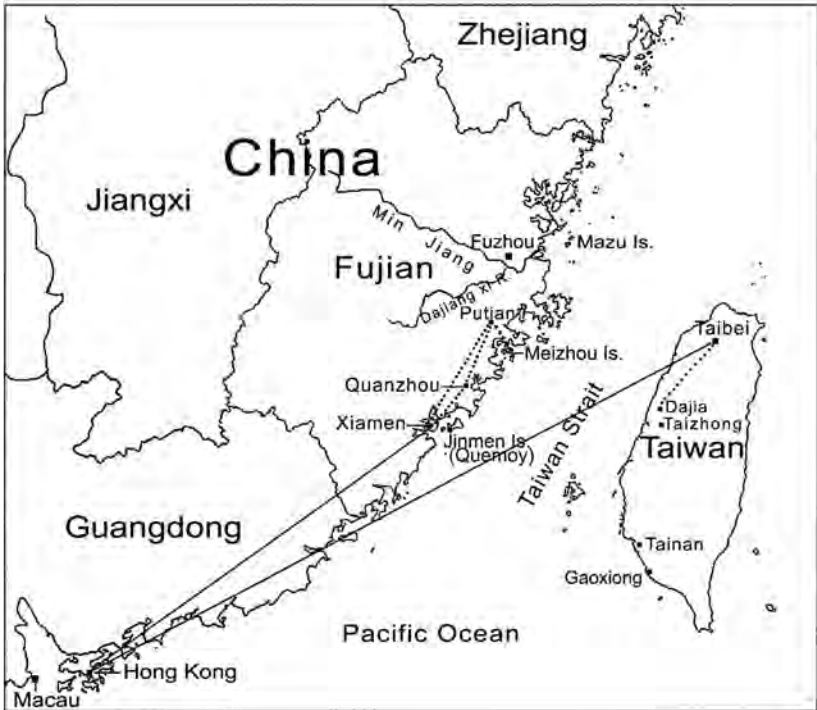 Zhejiang
China
Jiangxi
Min Jiang
Fuzhou
Mazu Is.
Fujian
Dajiang Xi R.
Putian
Taibei
Meizhou Is.
Quanzhou
Dajia
Xiamen
Taizhong
Jinmen Is.
(Quemoy)
Taiwan Strait
Taiwan
Guangdong
Tainan
Gaoxiong
Pacific Ocean
Hong Kong
Macau